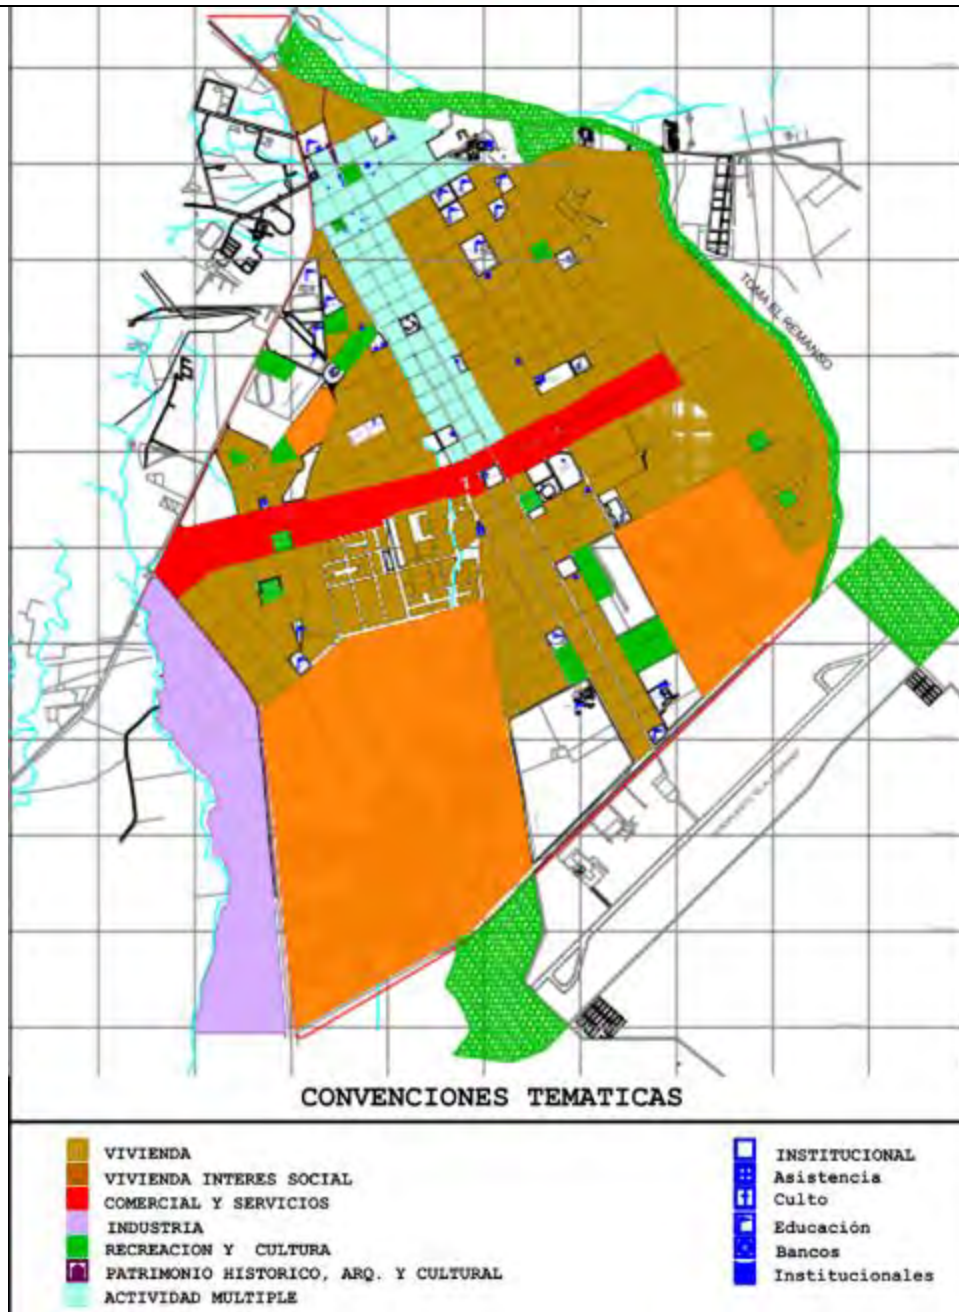 TOMA EL REMANSO
CONVENCIONES TEMATICAS
VIVIENDA
VIVIENDA INTERES SOCIAL
COMERCIAL Y SERVICIOS
INDUSTRIA
RECREACION Y CULTURA
PATRIMONIO HISTORICO, ARQ. Y CULTURAL
ACTIVIDAD MULTIPLE
INSTITUCIONAL
Asistencia
Culto
Educación
Bancos
Institucionales